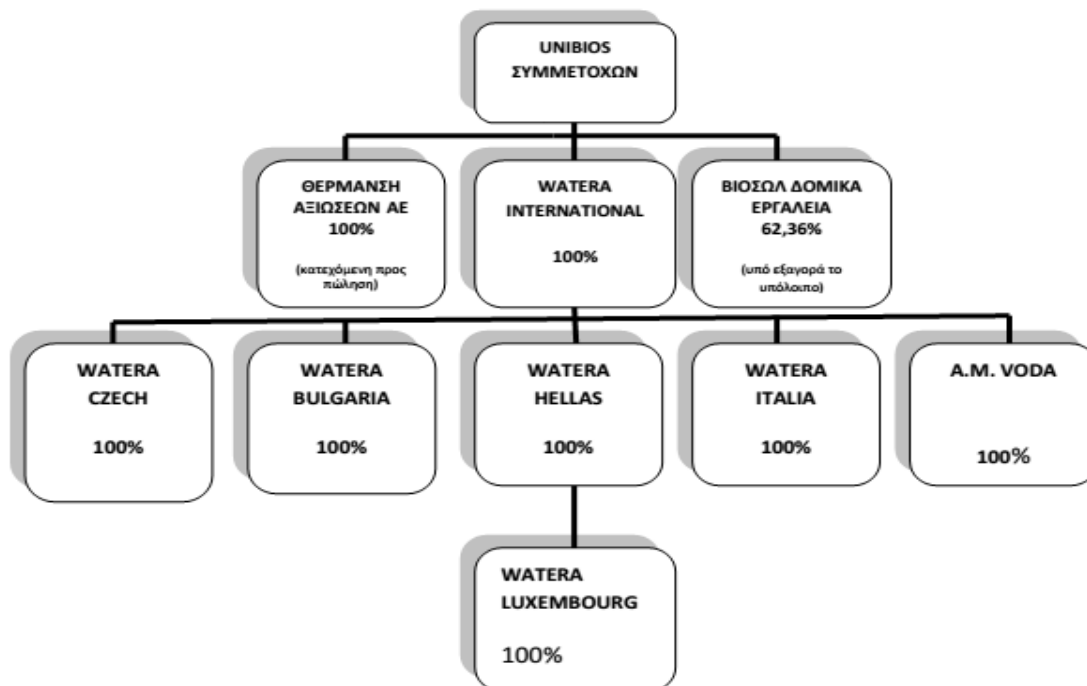 UNIBIOS
ΣΥΜΜΕΤΟΧΩΝ
ΘΕΡΜΑΝΣΗ
ΑΞΙΩΣΕΩΝ ΑΕ
100%
(κατεχόμενη προς
πώληση)
WATERA
INTERNATIONAL
100%
ΒΙΟΣΩΛ ΔΟΜΙΚΑ
ΕΡΓΑΛΕΙΑ
62,36%
(υπό εξαγορά το
υπόλοιπο)
WATERA
CZECH
100%
WATERA
BULGARIA
100%
WATERA
HELLAS
100%
WATERA
ITALIA
100%
A.M. VODA
100%
WATERA
LUXEMBOURG
100%